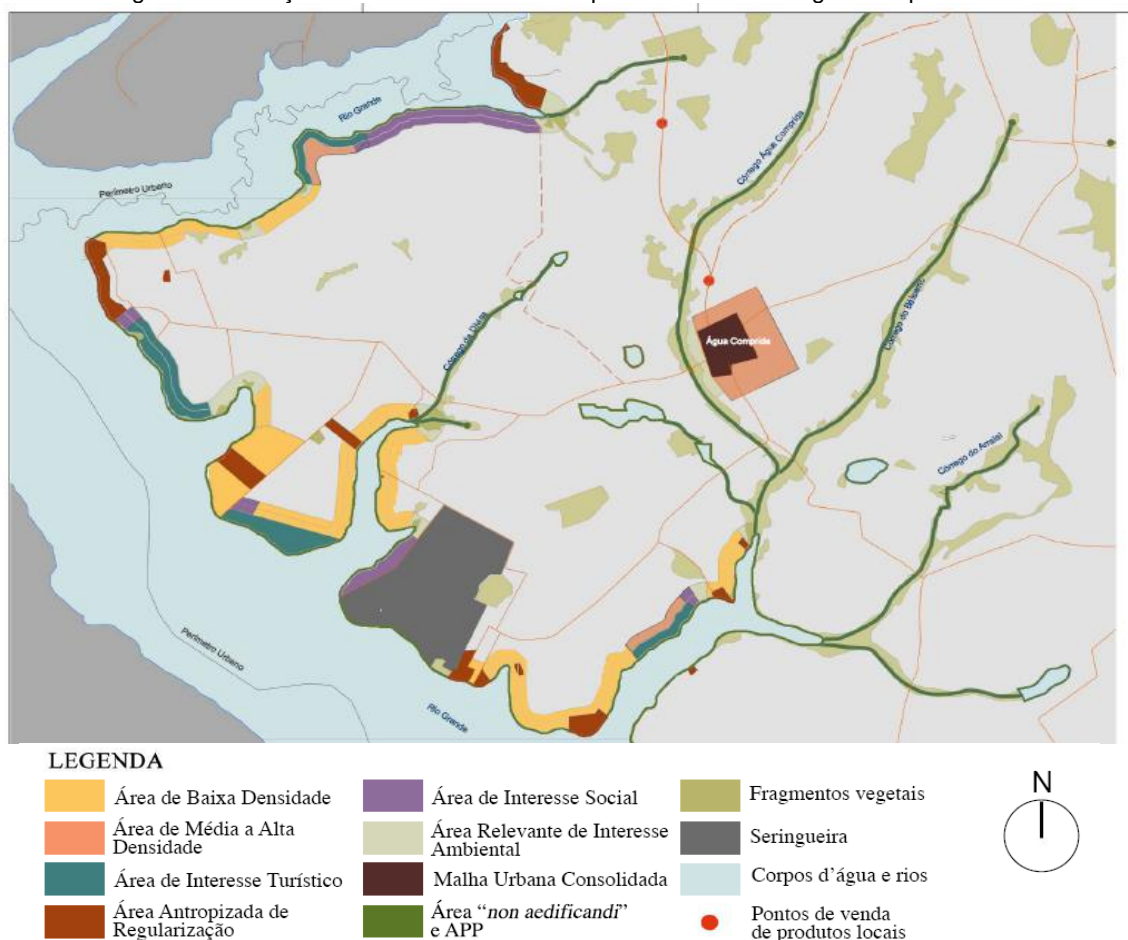 Rio Grande
Perímetro Urbano
Córrego Água Comprida
Córrego do Bálsamo
Água Comprida
Córrego da Divisa
Córrego do Arraial
Perímetro Urbano
Rio Grande
LEGENDA
Área de Baixa Densidade
Área de Média a Alta
Densidade
Área de Interesse Turístico
Área Antropizada de
Regularização
Área de Interesse Social
Área Relevante de Interesse
Ambiental
Malha Urbana Consolidada
Área “non aedificandi”
e APP
Fragmentos vegetais
Seringueira
Corpos d’água e rios
Pontos de venda
de produtos locais
N